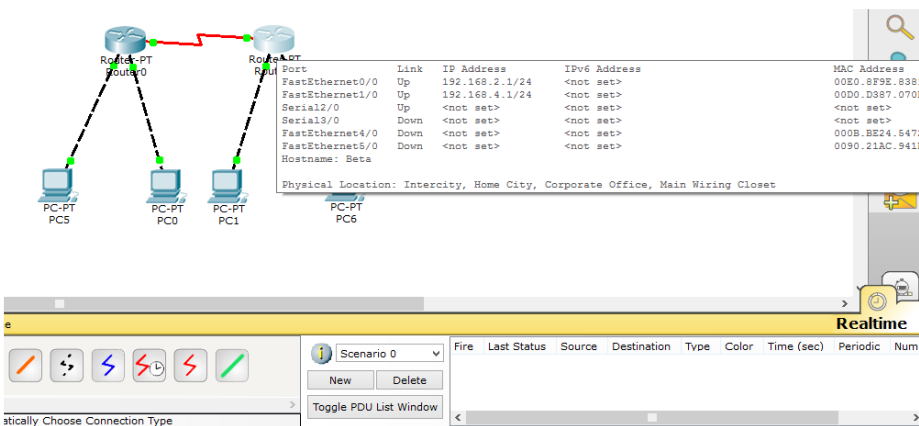 Router-PT
Router0
Port Link IP Address IPv6 Address MAC Address
FastEthernet0/0 Up 192.168.2.1/24 <not set>
FastEthernet1/0 Up 192.168.4.1/24 <not set>
Serial2/0 Up <not set> <not set> <not set>
Serial3/0 Down <not set> <not set> <not set>
FastEthernet4/0 Down <not set> <not set>
FastEthernet5/0 Down <not set> <not set>
Hostname: Beta
Physical Location: Intercity, Home City, Corporate Office, Main Wiring Closet
PC-PT
PC5
PC-PT
PC0
PC-PT
PC1
PC-PT
PC6
Realtime
Scenario 0
New Delete
Toggle PDU List Window
Fire Last Status Source Destination Type Color Time (sec) Periodic Num
atically Choose Connection Type